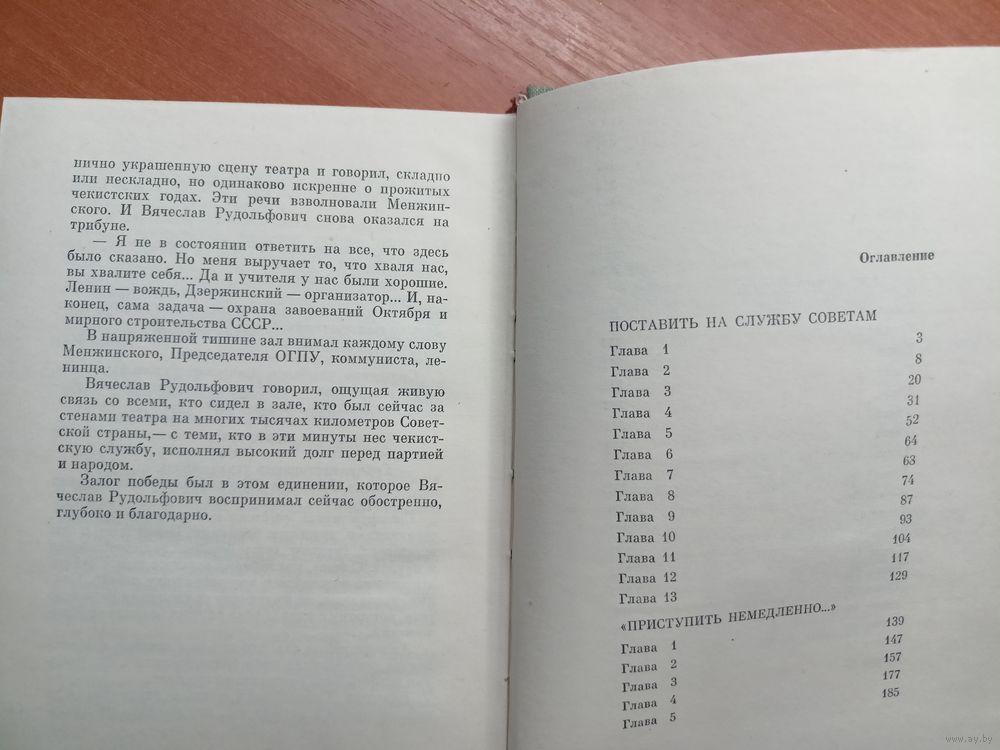 нично украшенную сцену театра и говорил, складно
или нескладно, но одинаково искренне о прожитых
чекистских годах. Эти речи взволновали Менжин-
ского. И Вячеслав Рудольфович снова оказался на
трибуне.
— Я не в состоянии ответить на все, что здесь
было сказано. Но меня выручает то, что хваля нас,
вы хвалите себя... Да и учителя у нас были хорошие.
Ленин — вождь, Дзержинский — организатор... И, на-
конец, сама задача — охрана завоеваний Октября и
мирного строительства СССР...
В напряженной тишине зал внимал каждому слову
Менжинского, Председателя ОГПУ, коммуниста, ле-
нинца.
Вячеслав Рудольфович говорил, ощущая живую
связь со всеми, кто сидел в зале, кто был сейчас за
стенами театра на многих тысячах километров Совет-
ской страны,— с теми, кто в эти минуты нес чекист-
скую службу, исполнял высокий долг перед партией
и народом.
Залог победы был в этом единении, которое Вя-
чеслав Рудольфович воспринимал сейчас обостренно,
глубоко и благодарно.
Оглавление
ПОСТАВИТЬ НА СЛУЖБУ СОВЕТАМ
Глава 1 3
Глава 2 8
Глава 3 20
Глава 4 31
Глава 5 52
Глава 6 64
Глава 7 63
Глава 8 74
Глава 9 87
Глава 10 93
Глава 11 104
Глава 12 117
Глава 13 129
«ПРИСТУПИТЬ НЕМЕДЛЕННО...»
Глава 1 139
Глава 2 147
Глава 3 157
Глава 4 177
Глава 5 185
www.ay.by